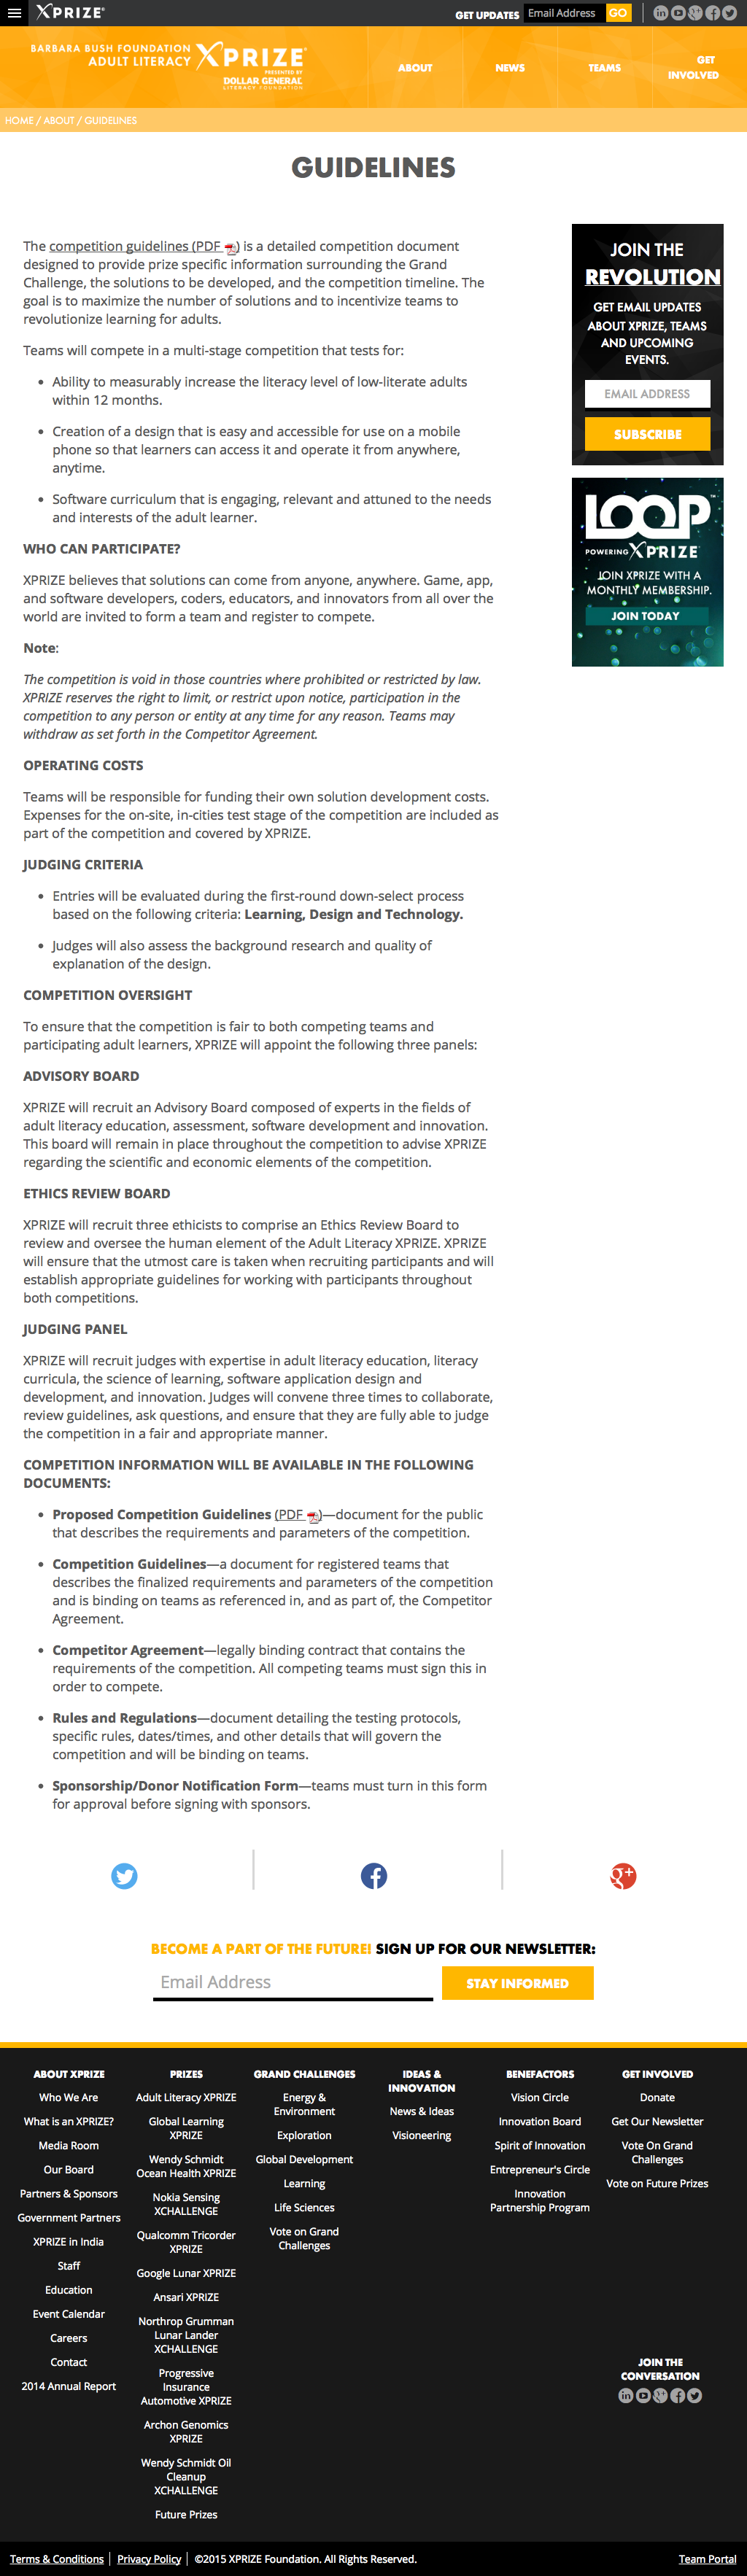 XPRIZE
GET UPDATES Email Address GO
BARBARA BUSH FOUNDATION
ADULT LITERACY XPRIZE
PRESENTED BY
DOLLAR GENERAL
LITERACY FOUNDATION
ABOUT
NEWS
TEAMS
GET
INVOLVED
HOME / ABOUT / GUIDELINES
GUIDELINES
The competition guidelines (PDF ) is a detailed competition document
designed to provide prize specific information surrounding the Grand
Challenge, the solutions to be developed, and the competition timeline. The
goal is to maximize the number of solutions and to incentivize teams to
revolutionize learning for adults.
Teams will compete in a multi-stage competition that tests for:
• Ability to measurably increase the literacy level of low-literate adults
within 12 months.
• Creation of a design that is easy and accessible for use on a mobile
phone so that learners can access it and operate it from anywhere,
anytime.
• Software curriculum that is engaging, relevant and attuned to the needs
and interests of the adult learner.
WHO CAN PARTICIPATE?
XPRIZE believes that solutions can come from anyone, anywhere. Game, app,
and software developers, coders, educators, and innovators from all over the
world are invited to form a team and register to compete.
Note:
The competition is void in those countries where prohibited or restricted by law.
XPRIZE reserves the right to limit, or restrict upon notice, participation in the
competition to any person or entity at any time for any reason. Teams may
withdraw as set forth in the Competitor Agreement.
OPERATING COSTS
Teams will be responsible for funding their own solution development costs.
Expenses for the on-site, in-cities test stage of the competition are included as
part of the competition and covered by XPRIZE.
JUDGING CRITERIA
• Entries will be evaluated during the first-round down-select process
based on the following criteria: Learning, Design and Technology.
• Judges will also assess the background research and quality of
explanation of the design.
COMPETITION OVERSIGHT
To ensure that the competition is fair to both competing teams and
participating adult learners, XPRIZE will appoint the following three panels:
ADVISORY BOARD
XPRIZE will recruit an Advisory Board composed of experts in the fields of
adult literacy education, assessment, software development and innovation.
This board will remain in place throughout the competition to advise XPRIZE
regarding the scientific and economic elements of the competition.
ETHICS REVIEW BOARD
XPRIZE will recruit three ethicists to comprise an Ethics Review Board to
review and oversee the human element of the Adult Literacy XPRIZE. XPRIZE
will ensure that the utmost care is taken when recruiting participants and will
establish appropriate guidelines for working with participants throughout
both competitions.
JUDGING PANEL
XPRIZE will recruit judges with expertise in adult literacy education, literacy
curricula, the science of learning, software application design and
development, and innovation. Judges will convene three times to collaborate,
review guidelines, ask questions, and ensure that they are fully able to judge
the competition in a fair and appropriate manner.
COMPETITION INFORMATION WILL BE AVAILABLE IN THE FOLLOWING
DOCUMENTS:
• Proposed Competition Guidelines (PDF )—document for the public
that describes the requirements and parameters of the competition.
• Competition Guidelines—a document for registered teams that
describes the finalized requirements and parameters of the competition
and is binding on teams as referenced in, and as part of, the Competitor
Agreement.
• Competitor Agreement—legally binding contract that contains the
requirements of the competition. All competing teams must sign this in
order to compete.
• Rules and Regulations—document detailing the testing protocols,
specific rules, dates/times, and other details that will govern the
competition and will be binding on teams.
• Sponsorship/Donor Notification Form—teams must turn in this form
for approval before signing with sponsors.
JOIN THE
REVOLUTION
GET EMAIL UPDATES
ABOUT XPRIZE, TEAMS
AND UPCOMING
EVENTS.
EMAIL ADDRESS
SUBSCRIBE
LOOP™
POWERING XPRIZE
JOIN XPRIZE WITH A
MONTHLY MEMBERSHIP.
JOIN TODAY
BECOME A PART OF THE FUTURE! SIGN UP FOR OUR NEWSLETTER:
Email Address
STAY INFORMED
ABOUT XPRIZE
Who We Are
What is an XPRIZE?
Media Room
Our Board
Partners & Sponsors
Government Partners
XPRIZE in India
Staff
Education
Event Calendar
Careers
Contact
2014 Annual Report
PRIZES
Adult Literacy XPRIZE
Global Learning
XPRIZE
Wendy Schmidt
Ocean Health XPRIZE
Nokia Sensing
XCHALLENGE
Qualcomm Tricorder
XPRIZE
Google Lunar XPRIZE
Ansari XPRIZE
Northrop Grumman
Lunar Lander
XCHALLENGE
Progressive
Insurance
Automotive XPRIZE
Archon Genomics
XPRIZE
Wendy Schmidt Oil
Cleanup
XCHALLENGE
Future Prizes
GRAND CHALLENGES
Energy &
Environment
Exploration
Global Development
Learning
Life Sciences
Vote on Grand
Challenges
IDEAS &
INNOVATION
News & Ideas
Visioneering
BENEFACTORS
Vision Circle
Innovation Board
Spirit of Innovation
Entrepreneur's Circle
Innovation
Partnership Program
GET INVOLVED
Donate
Get Our Newsletter
Vote On Grand
Challenges
Vote on Future Prizes
JOIN THE
CONVERSATION
Terms & Conditions | Privacy Policy | ©2015 XPRIZE Foundation. All Rights Reserved.
Team Portal